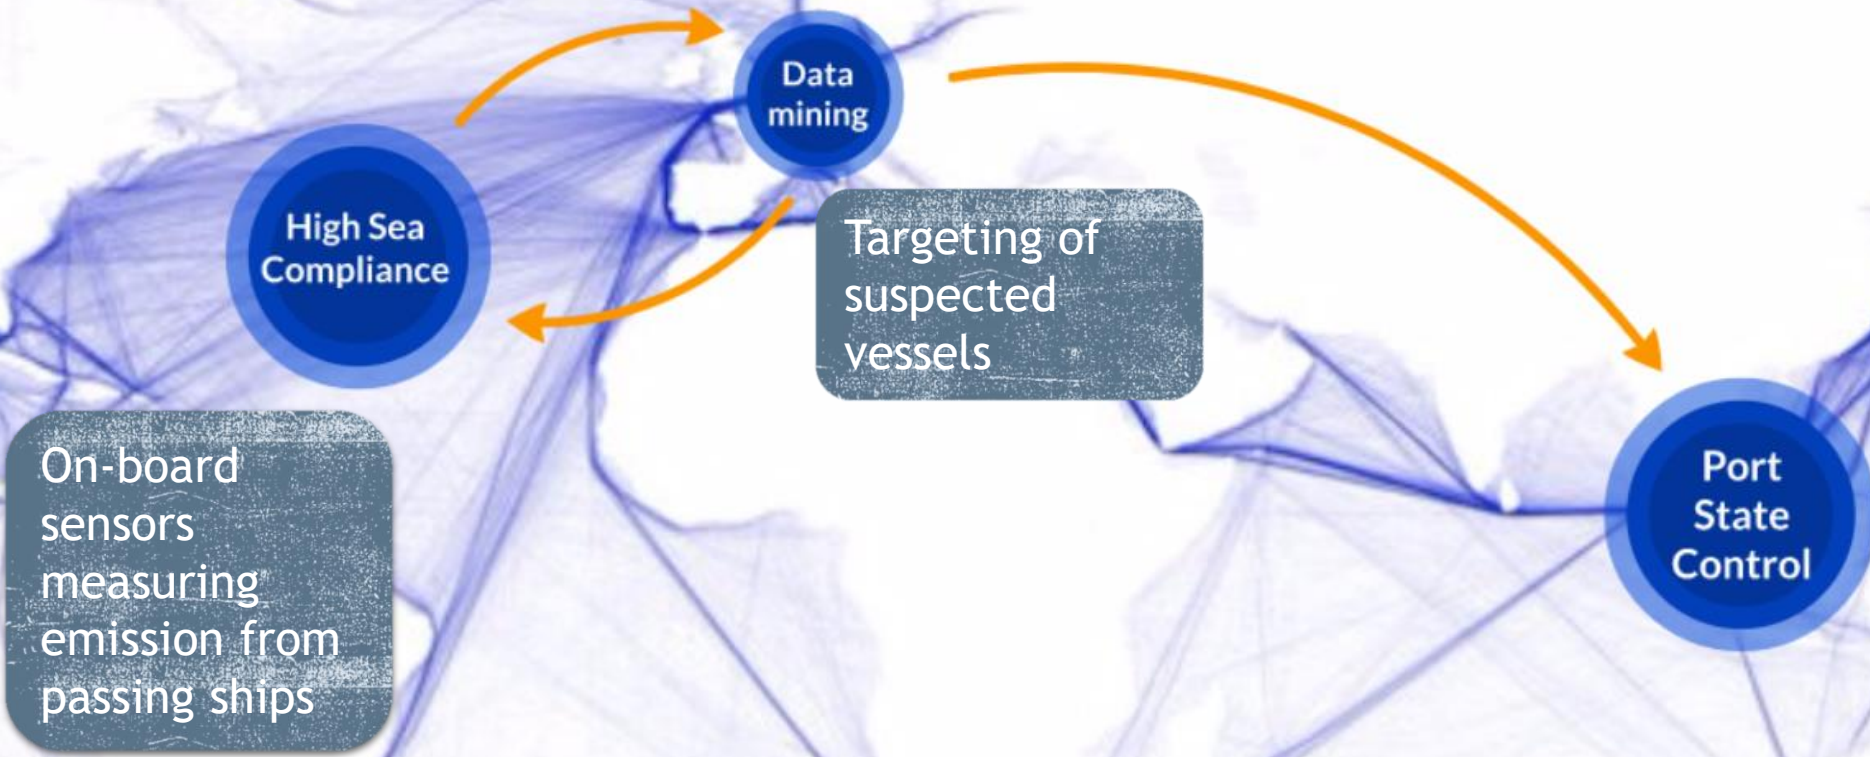 Data
mining
High Sea
Compliance
Targeting of
suspected
vessels
On-board
sensors
measuring
emission from
passing ships
Port
State
Control